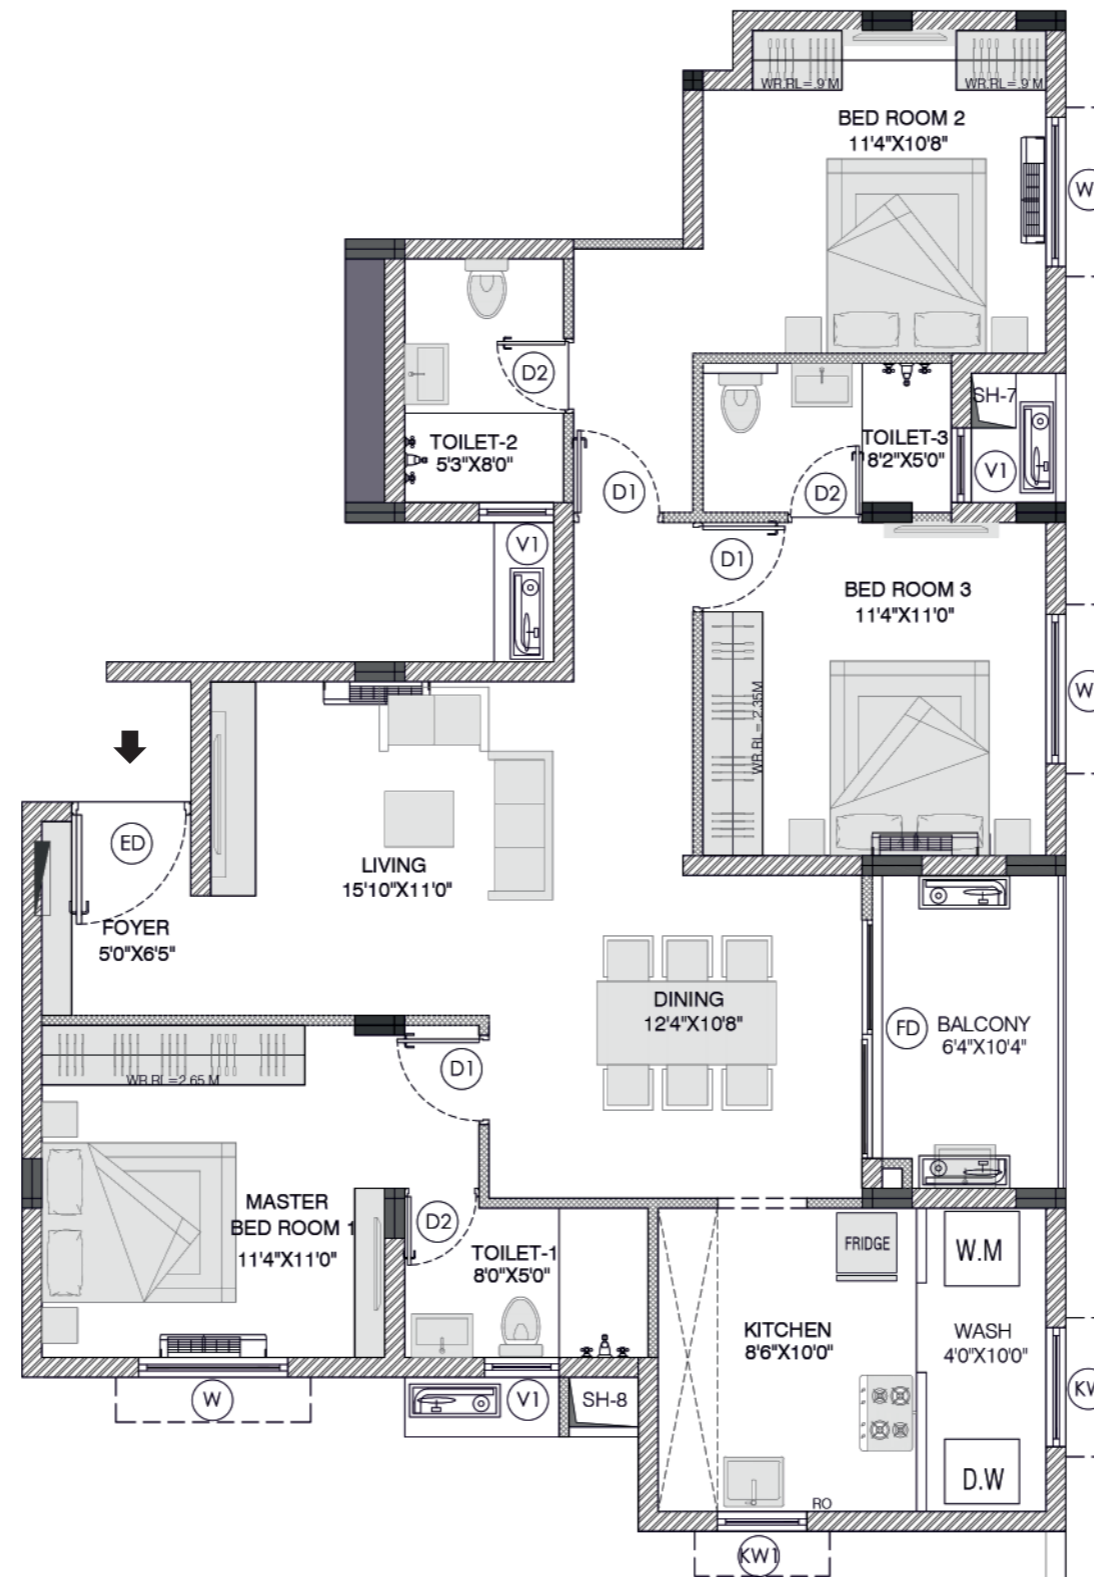 WR.RL=.9 M
WR.RL=.9 M
BED ROOM 2
11'4"X10'8"
W
D2
TOILET-2
5'3"X8'0"
D1
TOILET-3
8'2"X5'0"
D2
SH-7
V1
V1
D1
BED ROOM 3
11'4"X11'0"
W
WR.RL= 2.35M
ED
FOYER
5'0"X6'5"
LIVING
15'10"X11'0"
DINING
12'4"X10'8"
FD
BALCONY
6'4"X10'4"
D1
WR.RL=2.65 M
MASTER
BED ROOM 1
11'4"X11'0"
D2
TOILET-1
8'0"X5'0"
FRIDGE
W.M
KITCHEN
8'6"X10'0"
WASH
4'0"X10'0"
W
V1
SH-8
KW
D.W
RO
KW1